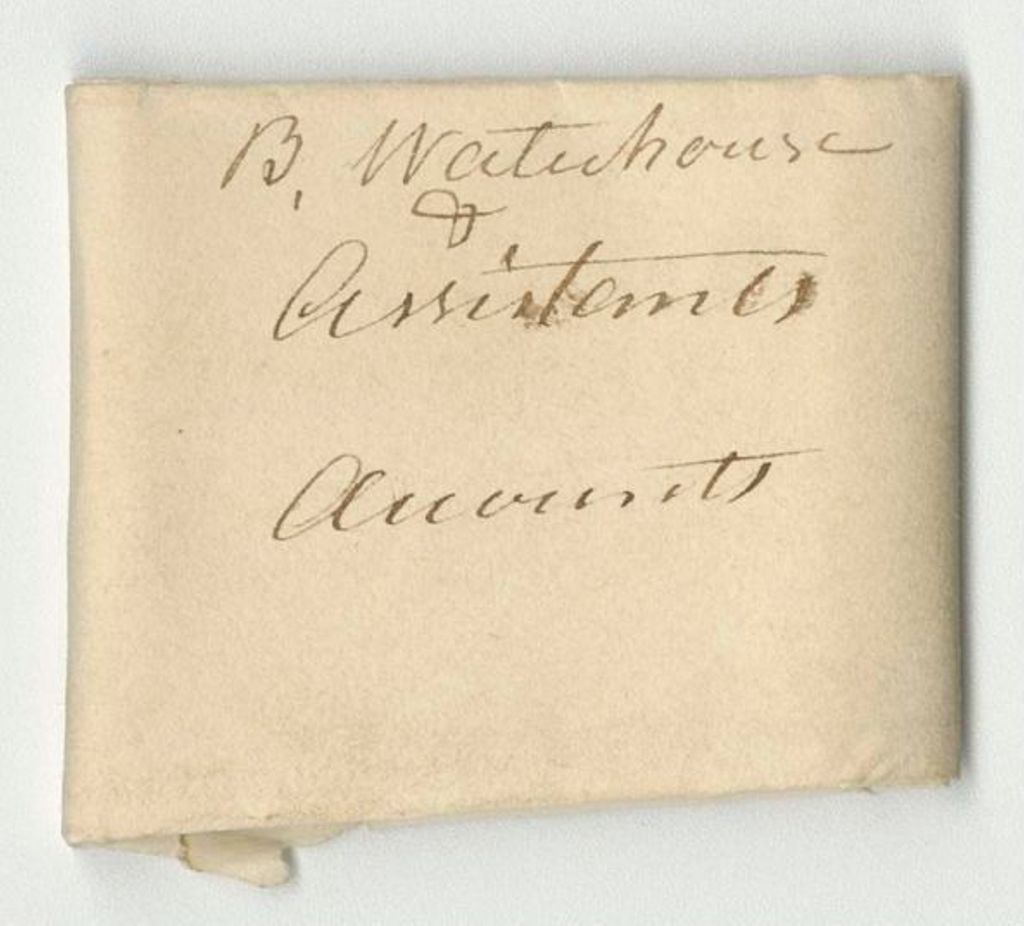 B. Waterhouse
&
Assistants
Accounts